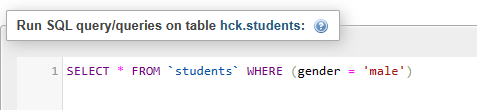 Run SQL query/queries on table hck.students:
1 SELECT * FROM `students` WHERE (gender = 'male')